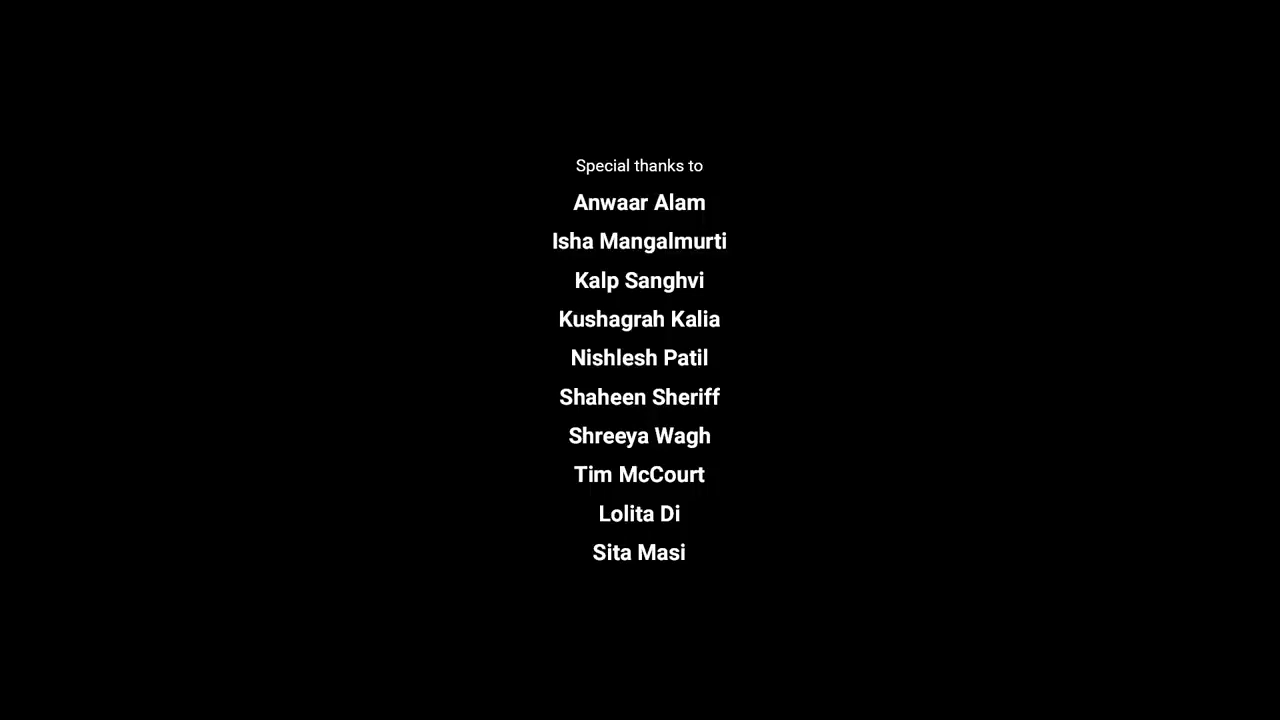 Special thanks to
Anwaar Alam
Isha Mangalmurti
Kalp Sanghvi
Kushagrah Kalia
Nishlesh Patil
Shaheen Sheriff
Shreeya Wagh
Tim McCourt
Lolita Di
Sita Masi